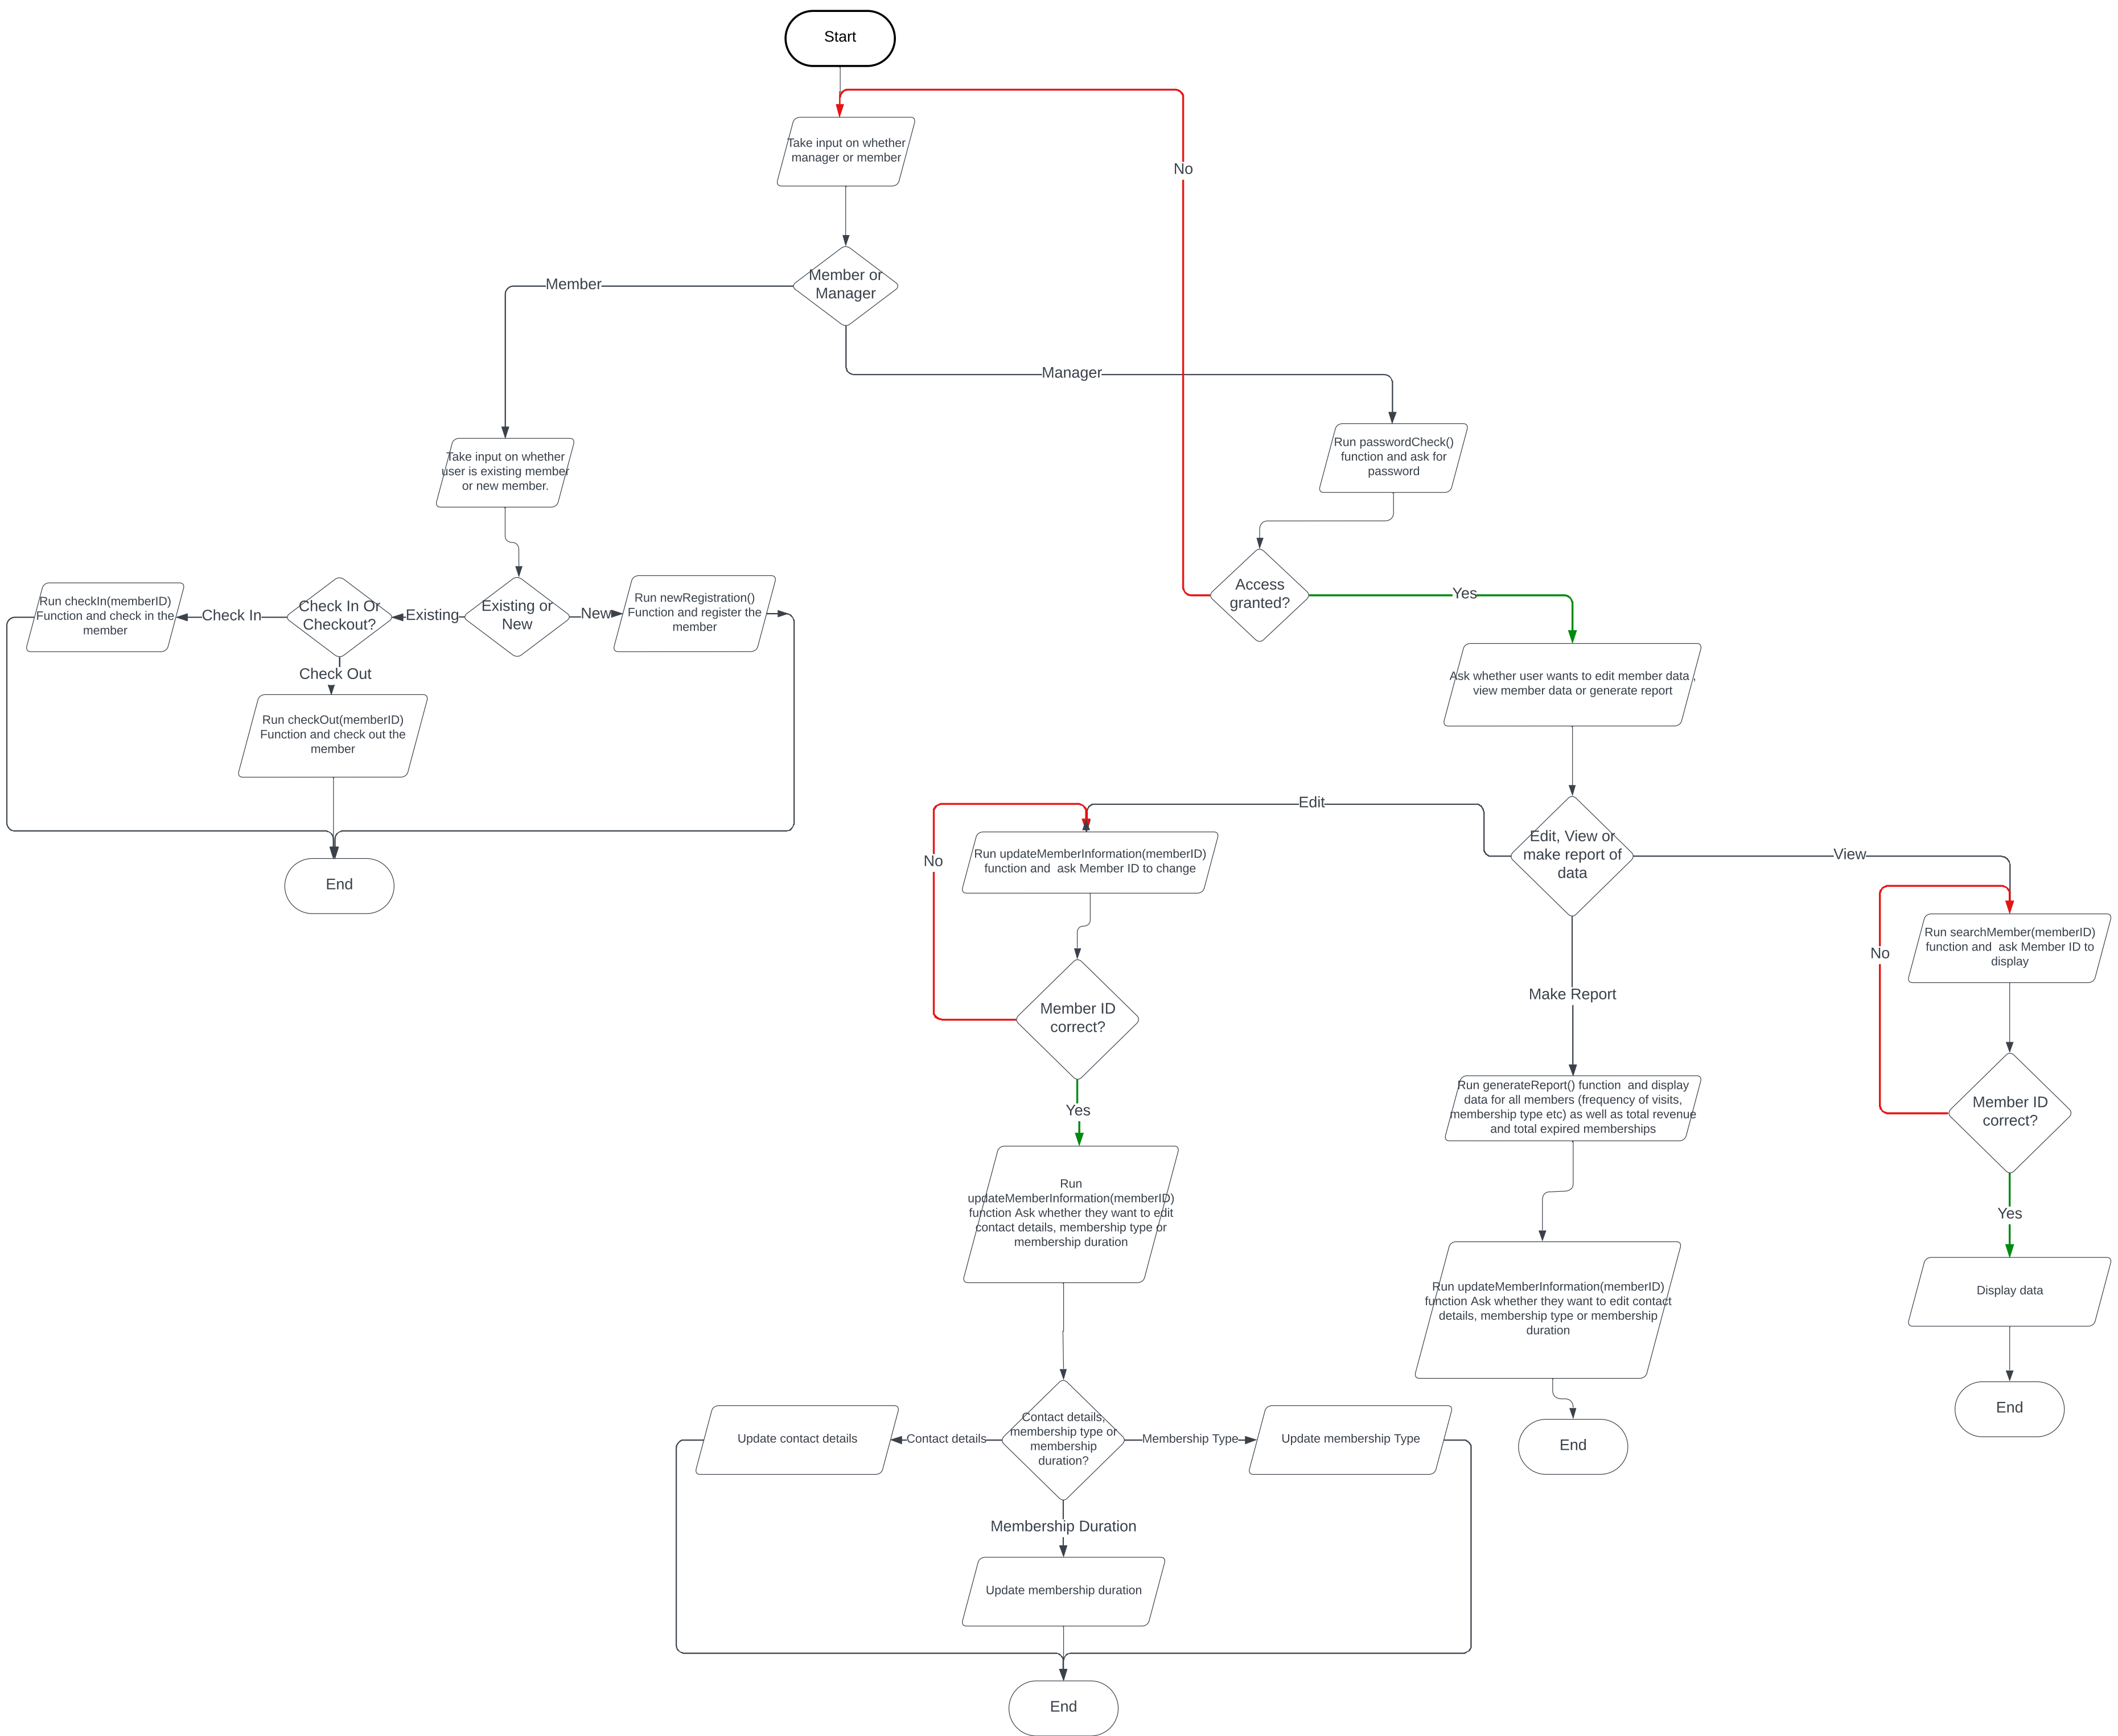 Start
Take input on whether
manager or member
No
Member or
Manager
Member
Manager
Take input on whether
user is existing member
or new member.
Run passwordCheck()
function and ask for
password
Access
granted?
Yes
Run checkIn(memberID)
Function and check in the
member
Check In
Check In Or
Checkout?
Existing
Existing or
New
New
Run newRegistration()
Function and register the
member
Check Out
Run checkOut(memberID)
Function and check out the
member
End
Ask whether user wants to edit member data ,
view member data or generate report
Edit
Edit, View or
make report of
data
View
No
Run updateMemberInformation(memberID)
function and  ask Member ID to change
Member ID
correct?
Yes
Run
updateMemberInformation(memberID)
function Ask whether they want to edit
contact details, membership type or
membership duration
Contact details,
membership type or
membership
duration?
Contact details
Update contact details
Membership Type
Update membership Type
Membership Duration
Update membership duration
End
Make Report
Run generateReport() function  and display
data for all members (frequency of visits,
membership type etc) as well as total revenue
and total expired memberships
Run updateMemberInformation(memberID)
function Ask whether they want to edit contact
details, membership type or membership
duration
End
No
Run searchMember(memberID)
function and  ask Member ID to
display
Member ID
correct?
Yes
Display data
End